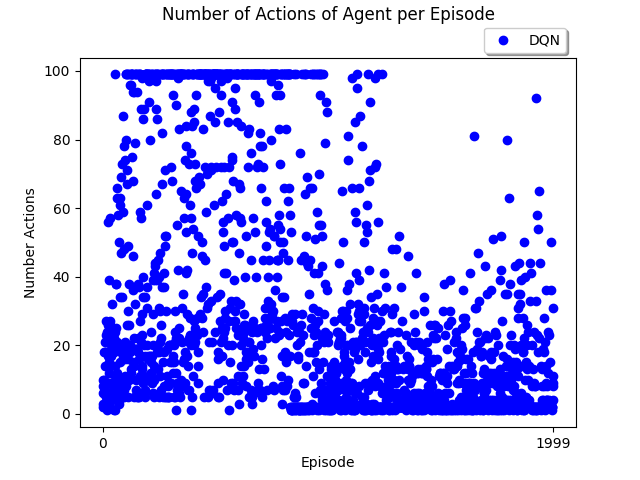 Number of Actions of Agent per Episode
DQN
100
80
60
40
20
0
Number Actions
0
1999
Episode